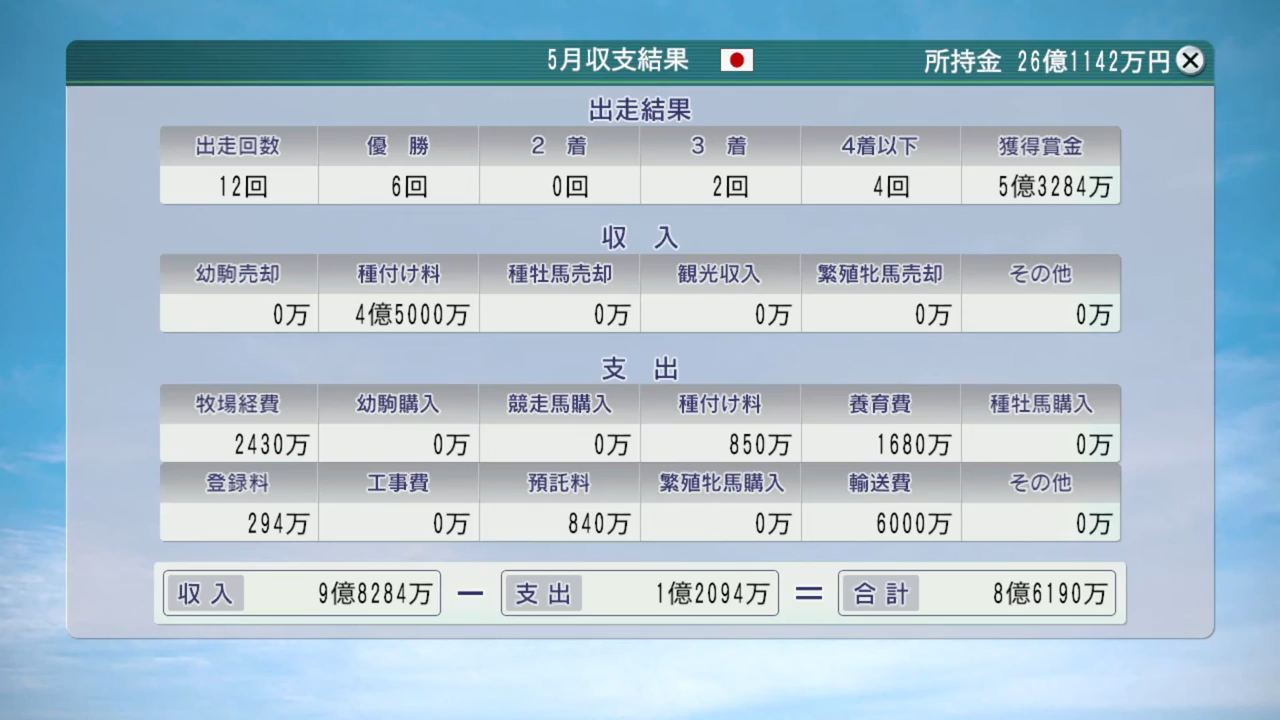 5月収支結果 所持金 26億1142万円
出走結果
出走回数 優 勝 2 着 3 着 4着以下 獲得賞金
12回 6回 0回 2回 4回 5億3284万
収 入
幼駒売却 種付け料 種牡馬売却 観光収入 繁殖牝馬売却 その他
0万 4億5000万 0万 0万 0万 0万
支 出
牧場経費 幼駒購入 競走馬購入 種付け料 養育費 種牡馬購入
2430万 0万 0万 850万 1680万 0万
登録料 工事費 預託料 繁殖牝馬購入 輸送費 その他
294万 0万 840万 0万 6000万 0万
収 入 9億8284万 － 支 出 1億2094万 ＝ 合 計 8億6190万